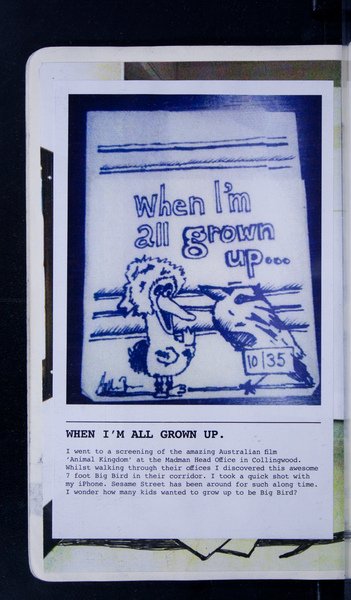 When I'm
all grown
up...
10/35
WHEN I'M ALL GROWN UP.
I went to a screening of the amazing Australian film
'Animal Kingdom' at the Madman Head Office in Collingwood.
Whilst walking through their offices I discovered this awesome
7 foot Big Bird in their corridor. I took a quick shot with
my iPhone. Sesame Street has been around for such along time.
I wonder how many kids wanted to grow up to be Big Bird?